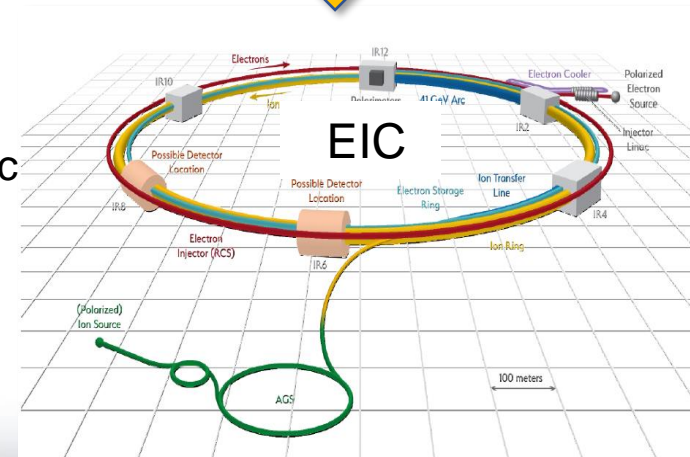 IR12
Electrons
Electron Cooler
Polarized
Electron
Source
IR10
Ion
Polarimeters
41 GeV Arc
IR2
Injector
Linac
EIC
c
Possible Detector
Location
Possible Detector
Location
Ion Transfer
Line
Electron Storage
Ring
IR8
IR4
Electron
Injector (RCS)
Ion Ring
IR6
(Polarized)
Ion Source
100 meters
AGS